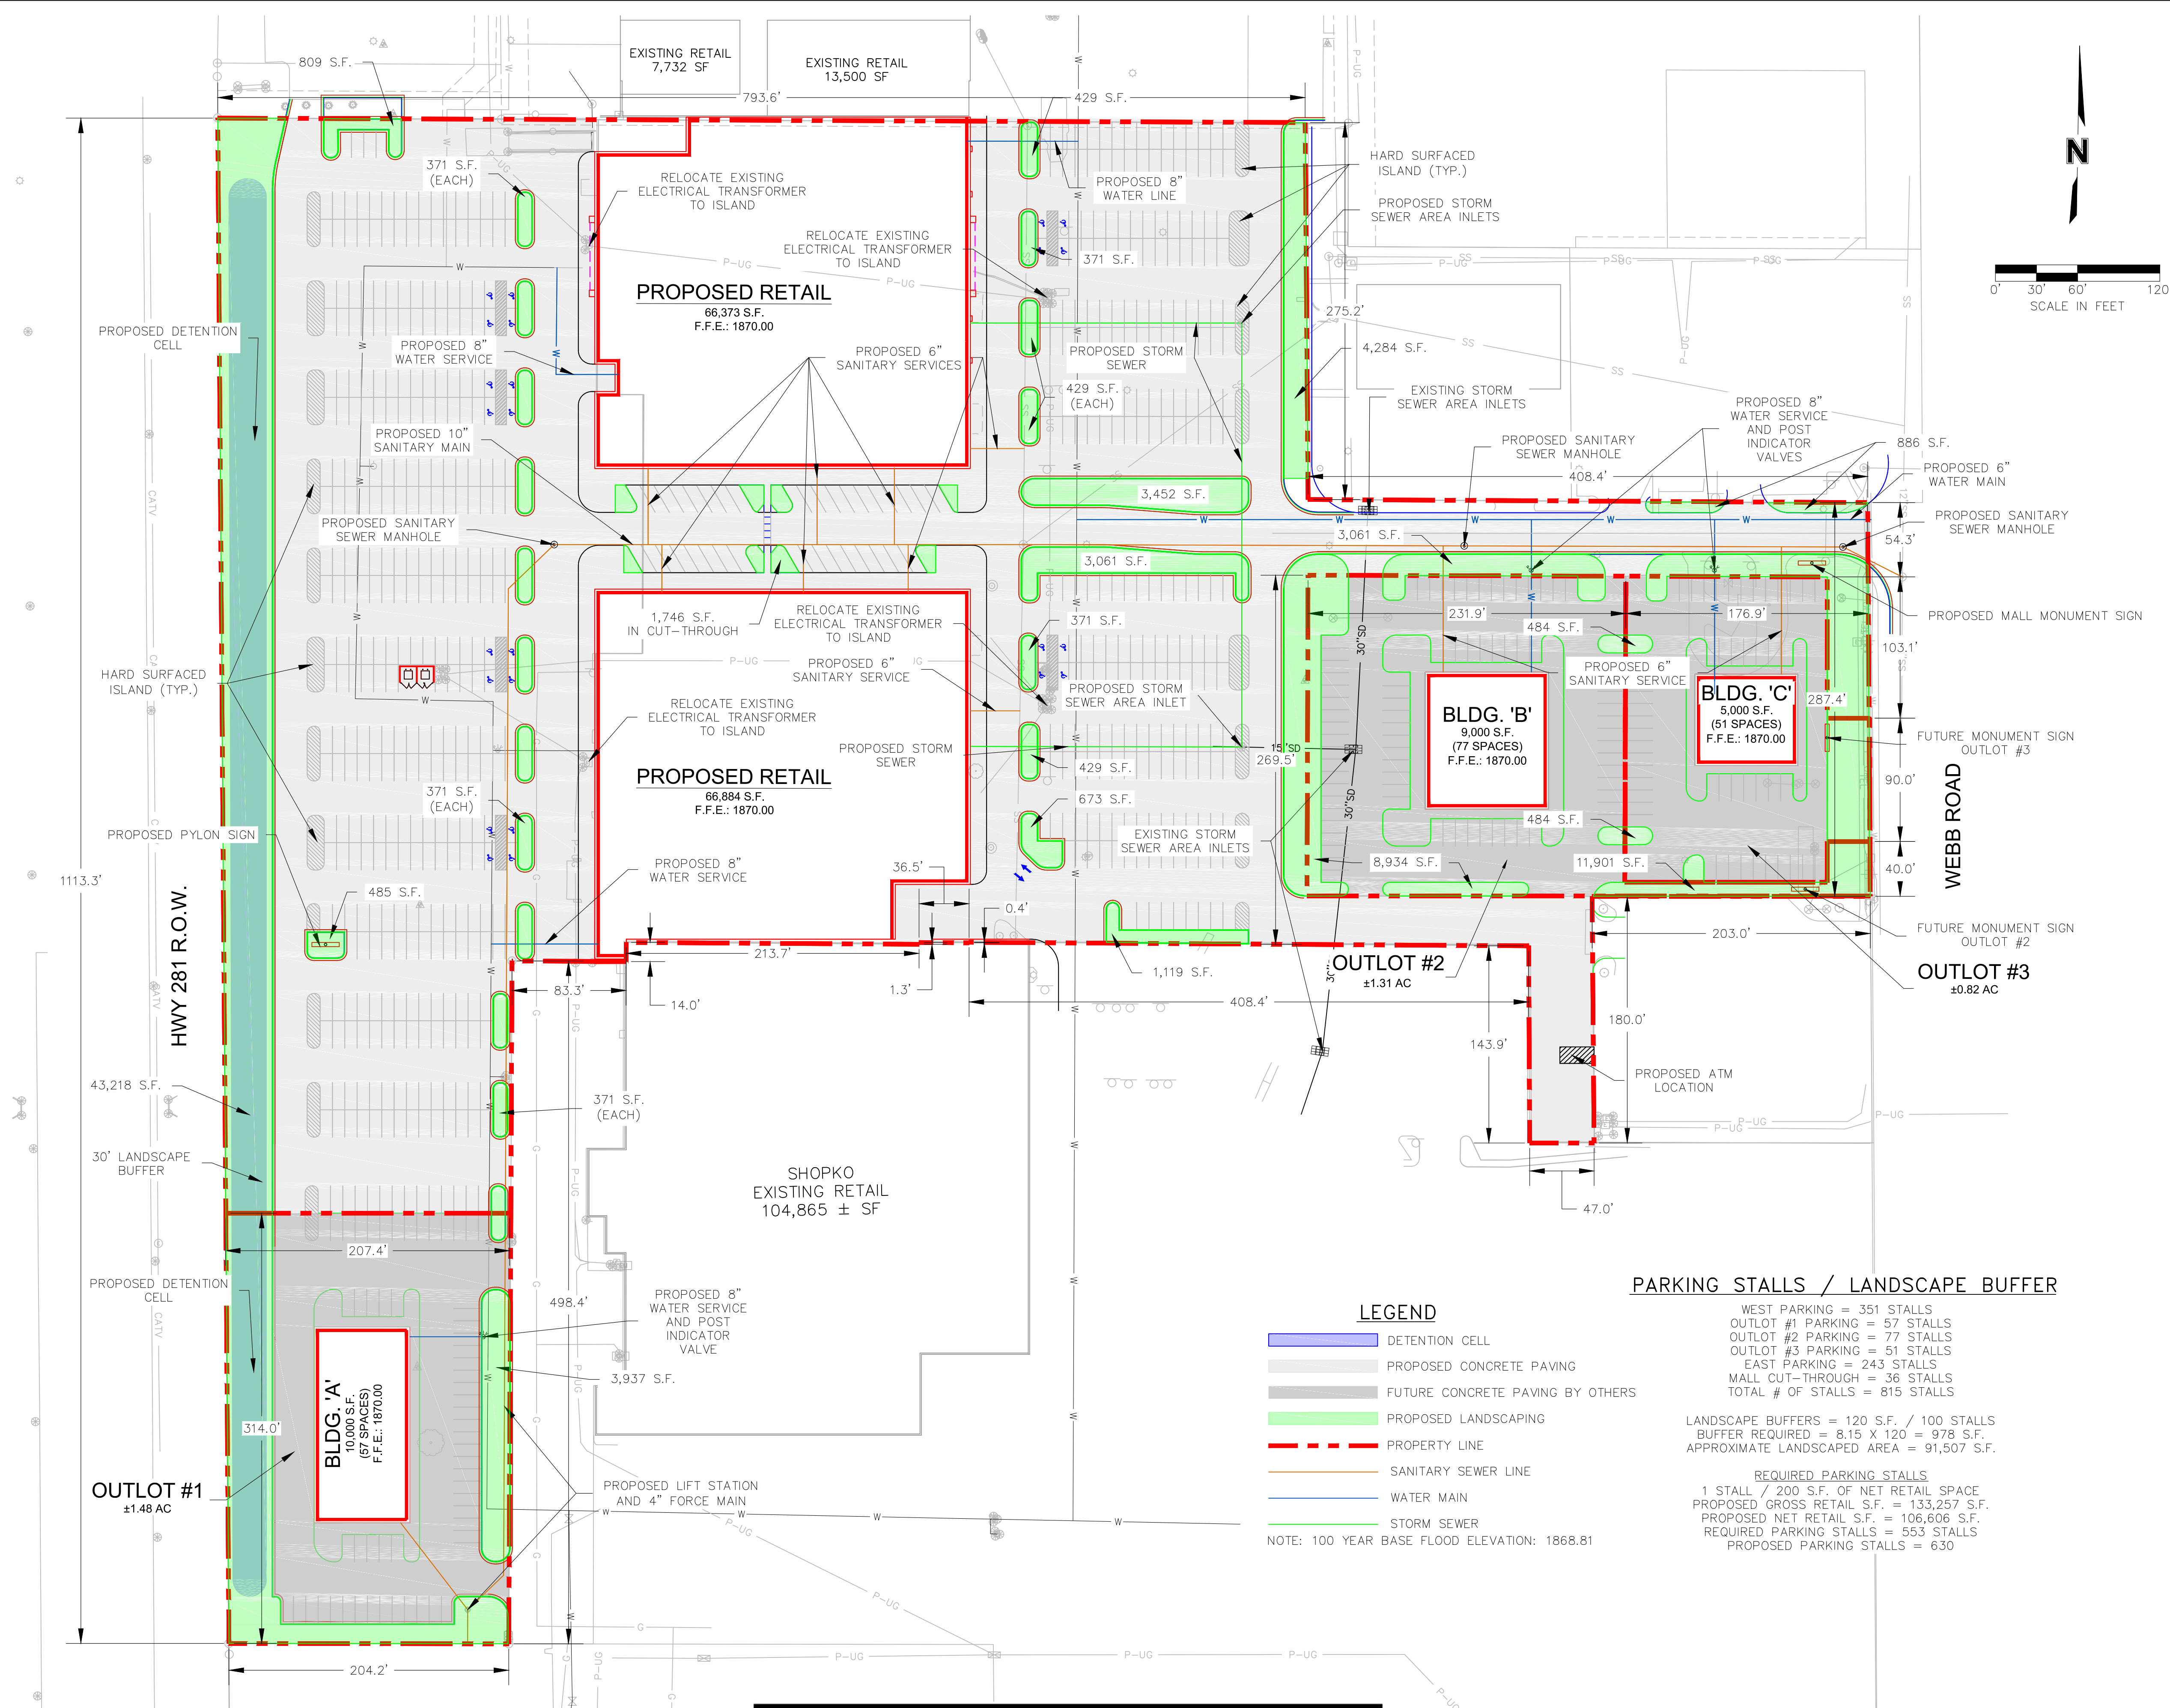 EXISTING RETAIL
7,732 SF
EXISTING RETAIL
13,500 SF
809 S.F.
793.6'
429 S.F.
N
0' 30' 60' 120'
SCALE IN FEET
371 S.F.
(EACH)
RELOCATE EXISTING
ELECTRICAL TRANSFORMER
TO ISLAND
PROPOSED 8"
WATER LINE
HARD SURFACED
ISLAND (TYP.)
PROPOSED STORM
SEWER AREA INLETS
RELOCATE EXISTING
ELECTRICAL TRANSFORMER
TO ISLAND
371 S.F.
PROPOSED RETAIL
66,373 S.F.
F.F.E.: 1870.00
275.2'
PROPOSED DETENTION
CELL
PROPOSED 8"
WATER SERVICE
PROPOSED 6"
SANITARY SERVICES
PROPOSED STORM
SEWER
4,284 S.F.
429 S.F.
(EACH)
EXISTING STORM
SEWER AREA INLETS
PROPOSED 8"
WATER SERVICE
AND POST
INDICATOR
VALVES
886 S.F.
PROPOSED 10"
SANITARY MAIN
PROPOSED SANITARY
SEWER MANHOLE
408.4'
PROPOSED 6"
WATER MAIN
3,452 S.F.
PROPOSED SANITARY
SEWER MANHOLE
PROPOSED SANITARY
SEWER MANHOLE
54.3'
3,061 S.F.
3,061 S.F.
1,746 S.F.
IN CUT-THROUGH
RELOCATE EXISTING
ELECTRICAL TRANSFORMER
TO ISLAND
371 S.F.
231.9'
176.9'
484 S.F.
PROPOSED MALL MONUMENT SIGN
103.1'
HARD SURFACED
ISLAND (TYP.)
PROPOSED 6"
SANITARY SERVICE
PROPOSED 6"
SANITARY SERVICE
RELOCATE EXISTING
ELECTRICAL TRANSFORMER
TO ISLAND
PROPOSED STORM
SEWER AREA INLET
30"SD
BLDG. 'B'
9,000 S.F.
(77 SPACES)
F.F.E.: 1870.00
BLDG. 'C'
5,000 S.F.
(51 SPACES)
F.F.E.: 1870.00
287.4'
FUTURE MONUMENT SIGN
OUTLOT #3
PROPOSED STORM
SEWER
15"SD
269.5'
PROPOSED RETAIL
66,884 S.F.
F.F.E.: 1870.00
429 S.F.
90.0'
WEBB ROAD
371 S.F.
(EACH)
673 S.F.
30"SD
484 S.F.
PROPOSED PYLON SIGN
EXISTING STORM
SEWER AREA INLETS
PROPOSED 8"
WATER SERVICE
36.5'
8,934 S.F.
11,901 S.F.
40.0'
1113.3'
485 S.F.
0.4'
HWY 281 R.O.W.
213.7'
203.0'
FUTURE MONUMENT SIGN
OUTLOT #2
83.3'
14.0'
1.3'
1,119 S.F.
408.4'
OUTLOT #2
±1.31 AC
OUTLOT #3
±0.82 AC
143.9'
180.0'
43,218 S.F.
371 S.F.
(EACH)
PROPOSED ATM
LOCATION
30' LANDSCAPE
BUFFER
SHOPKO
EXISTING RETAIL
104,865 ± SF
47.0'
207.4'
PROPOSED DETENTION
CELL
498.4'
PROPOSED 8"
WATER SERVICE
AND POST
INDICATOR
VALVE
3,937 S.F.
314.0'
BLDG. 'A'
10,000 S.F.
(57 SPACES)
F.F.E.: 1870.00
OUTLOT #1
±1.48 AC
PROPOSED LIFT STATION
AND 4" FORCE MAIN
204.2'
LEGEND
DETENTION CELL
PROPOSED CONCRETE PAVING
FUTURE CONCRETE PAVING BY OTHERS
PROPOSED LANDSCAPING
PROPERTY LINE
SANITARY SEWER LINE
WATER MAIN
STORM SEWER
NOTE: 100 YEAR BASE FLOOD ELEVATION: 1868.81
PARKING STALLS / LANDSCAPE BUFFER
WEST PARKING = 351 STALLS
OUTLOT #1 PARKING = 57 STALLS
OUTLOT #2 PARKING = 77 STALLS
OUTLOT #3 PARKING = 51 STALLS
EAST PARKING = 243 STALLS
MALL CUT-THROUGH = 36 STALLS
TOTAL # OF STALLS = 815 STALLS
LANDSCAPE BUFFERS = 120 S.F. / 100 STALLS
BUFFER REQUIRED = 8.15 X 120 = 978 S.F.
APPROXIMATE LANDSCAPED AREA = 91,507 S.F.
REQUIRED PARKING STALLS
1 STALL / 200 S.F. OF NET RETAIL SPACE
PROPOSED GROSS RETAIL S.F. = 133,257 S.F.
PROPOSED NET RETAIL S.F. = 106,606 S.F.
REQUIRED PARKING STALLS = 553 STALLS
PROPOSED PARKING STALLS = 630